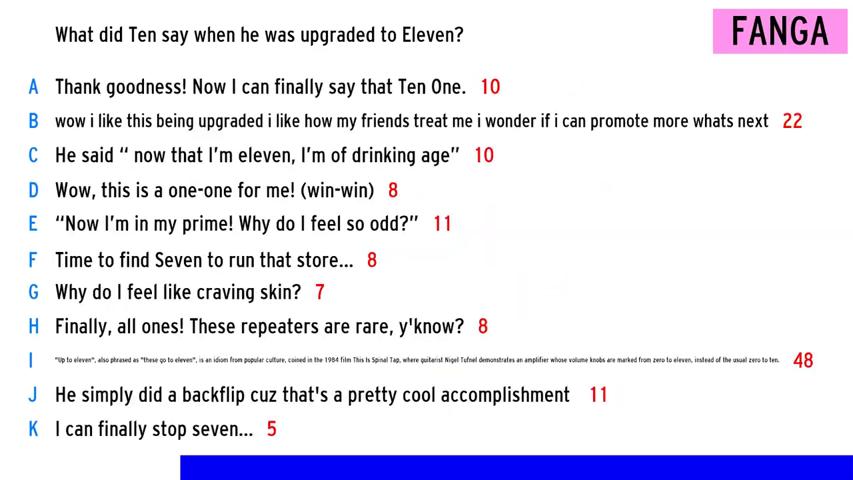 What did Ten say when he was upgraded to Eleven?
FANGA
A Thank goodness! Now I can finally say that Ten One. 10
B wow i like this being upgraded i like how my friends treat me i wonder if i can promote more whats next 22
C He said “ now that I’m eleven, I’m of drinking age” 10
D Wow, this is a one-one for me! (win-win) 8
E “Now I’m in my prime! Why do I feel so odd?” 11
F Time to find Seven to run that store... 8
G Why do I feel like craving skin? 7
H Finally, all ones! These repeaters are rare, y'know? 8
I "Up to eleven", also phrased as "these go to eleven", is an idiom from popular culture, coined in the 1984 film This Is Spinal Tap, where guitarist Nigel Tufnel demonstrates an amplifier whose volume knobs are marked from zero to eleven, instead of the usual zero to ten. 48
J He simply did a backflip cuz that's a pretty cool accomplishment 11
K I can finally stop seven... 5